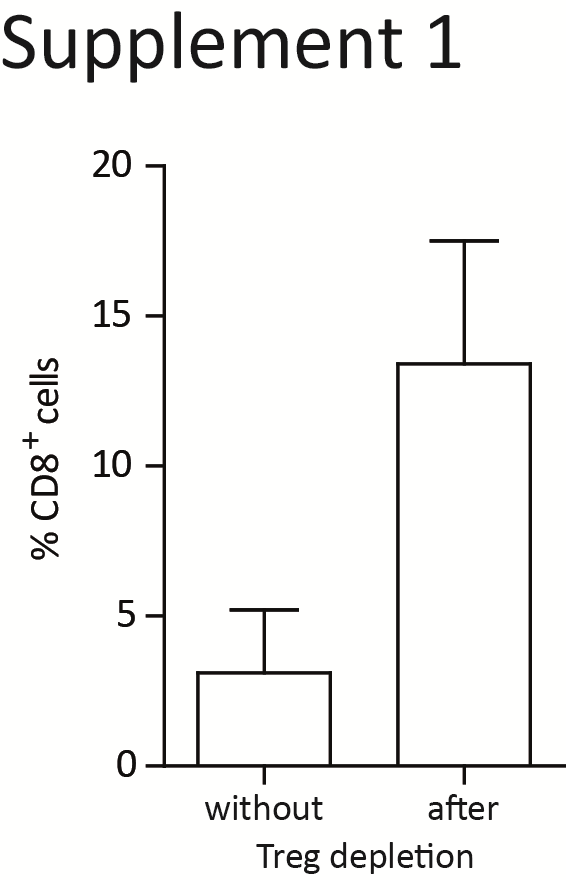 Supplement 1
20
15
10
5
0
% CD8+ cells
without after
Treg depletion